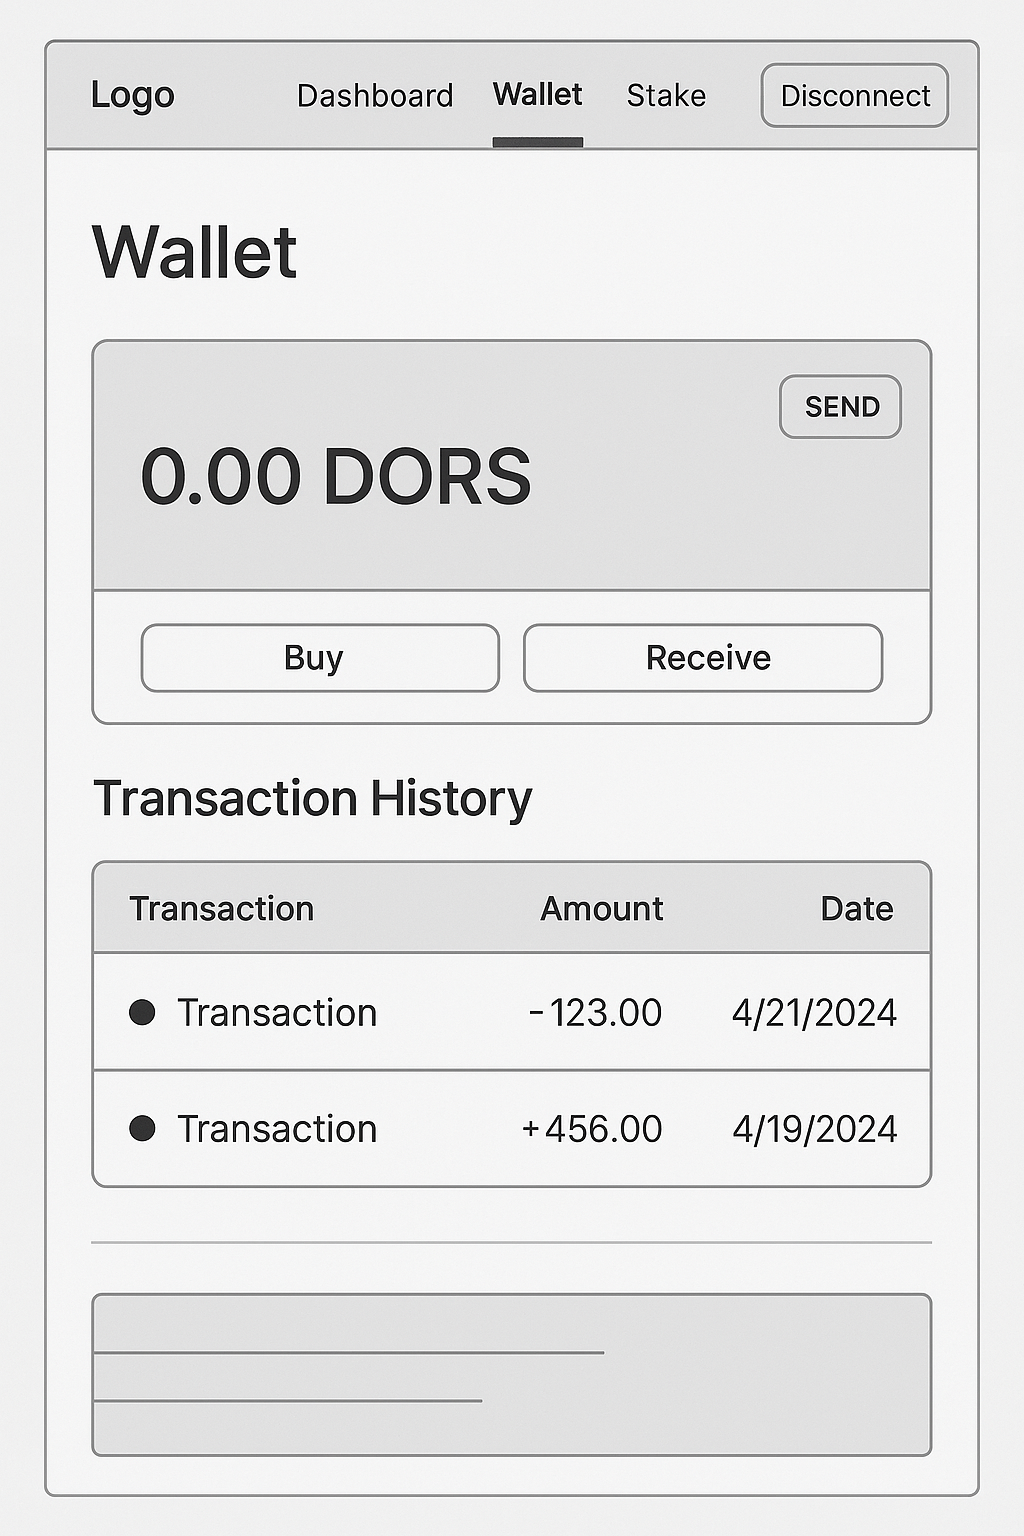 Logo Dashboard Wallet Stake Disconnect
Wallet
SEND
0.00 DORS
Buy Receive
Transaction History
Transaction Amount Date
Transaction -123.00 4/21/2024
Transaction +456.00 4/19/2024